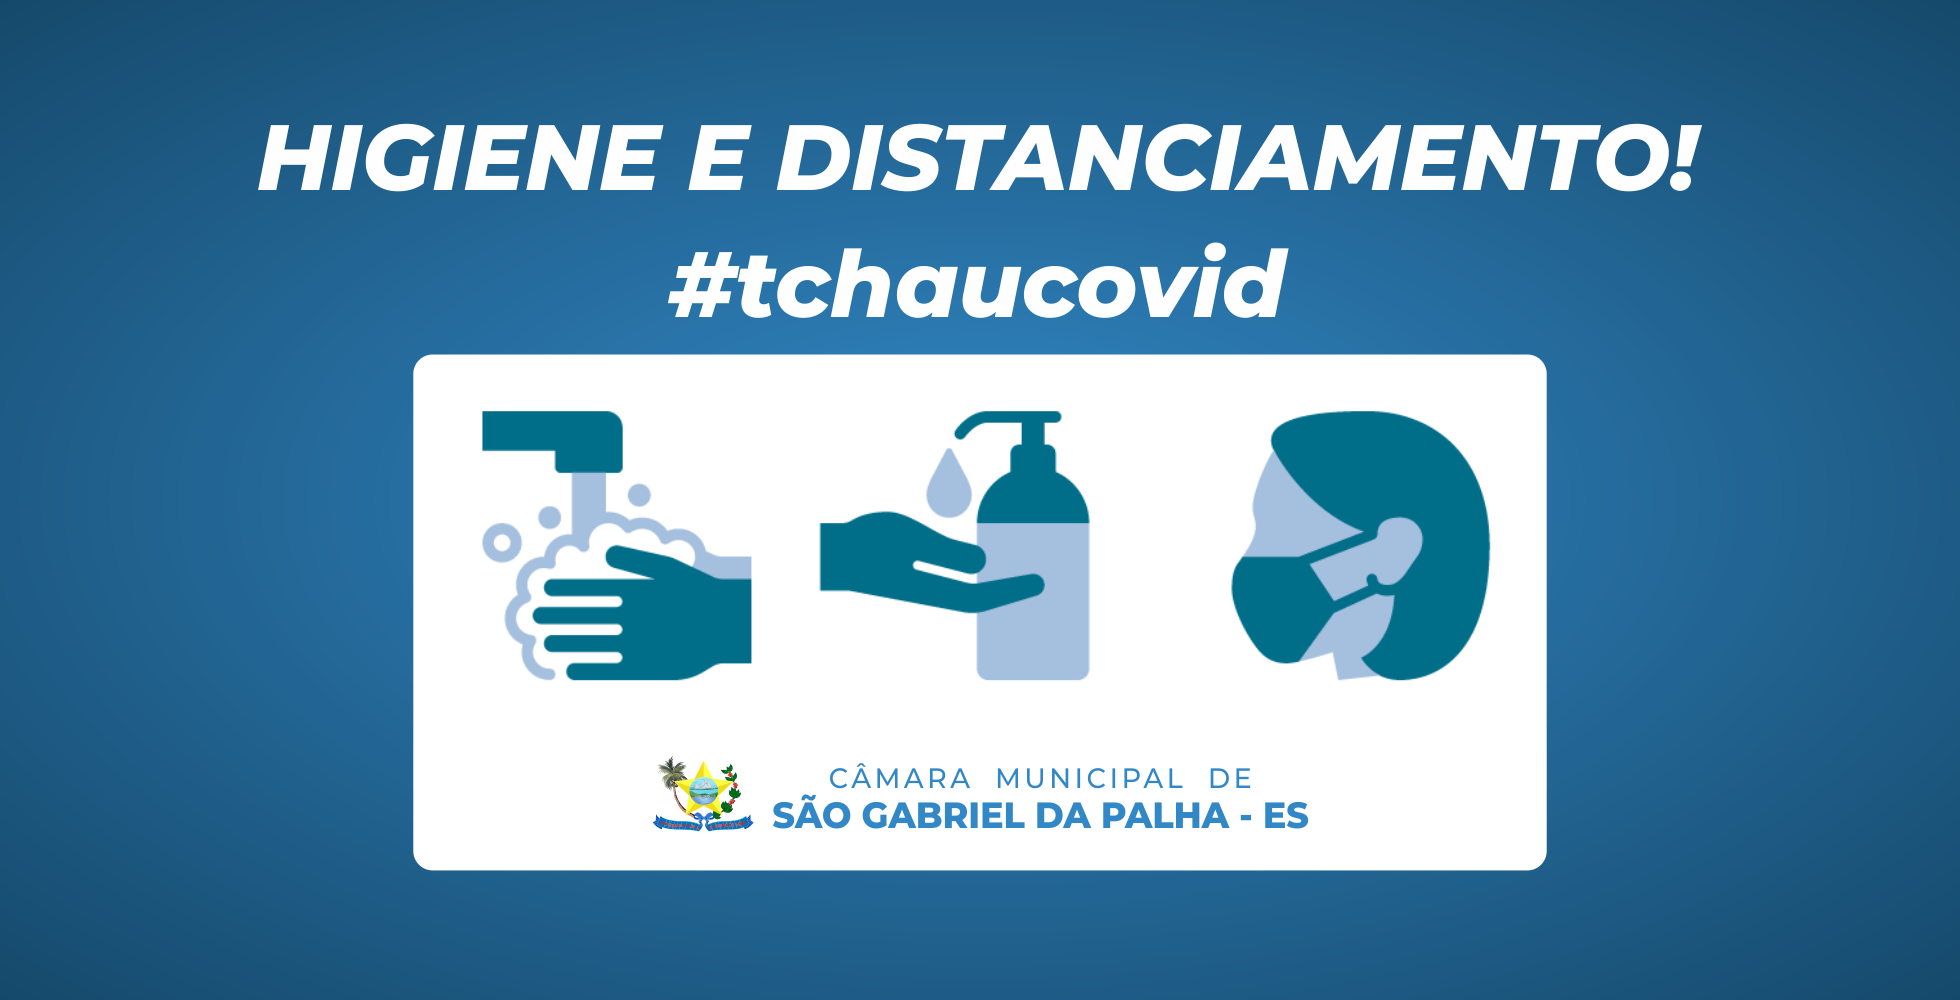 HIGIENE E DISTANCIAMENTO!
#tchaucovid
CÂMARA MUNICIPAL DE
SÃO GABRIEL DA PALHA - ES